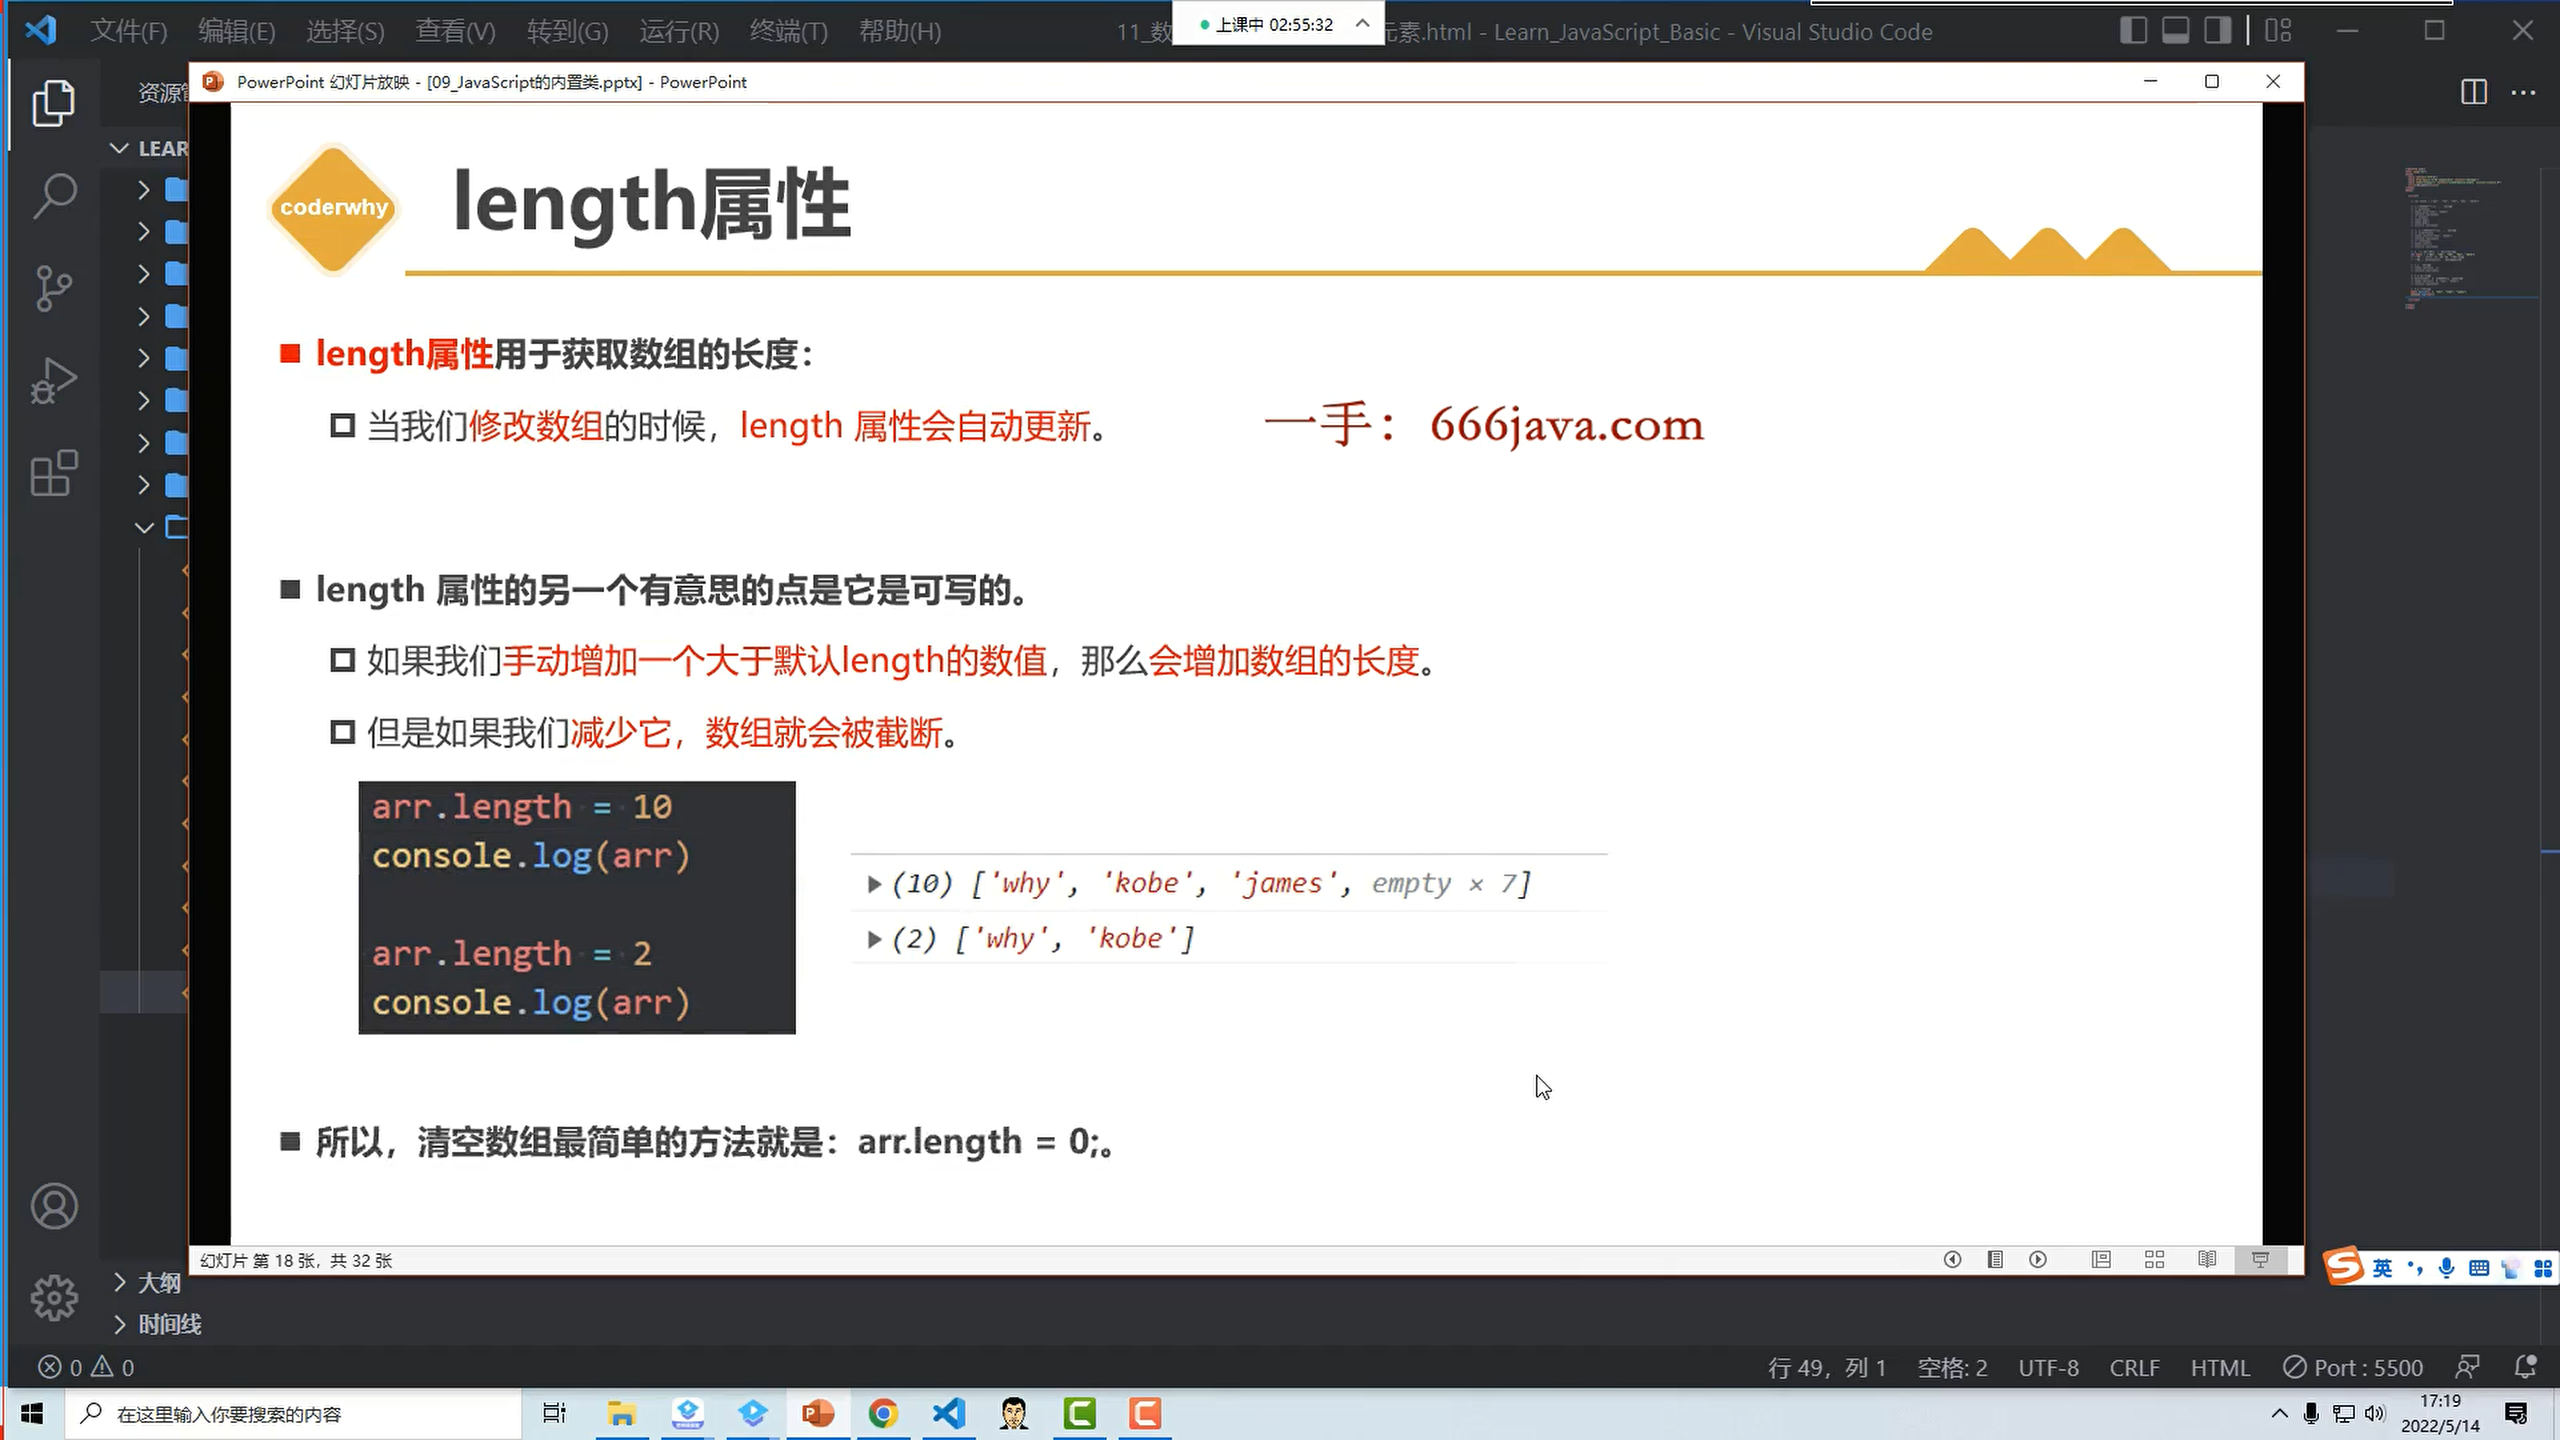 文件(F) 编辑(E) 选择(S) 查看(V) 转到(G) 运行(R) 终端(T) 帮助(H) 11_数 上课中 02:55:32 元素.html - Learn_JavaScript_Basic - Visual Studio Code
资源
PowerPoint 幻灯片放映 - [09_JavaScript的内置类.pptx] - PowerPoint
LEAR
coderwhy
length属性
length属性用于获取数组的长度：
当我们修改数组的时候，length 属性会自动更新。
一手： 666java.com
length 属性的另一个有意思的点是它是可写的。
如果我们手动增加一个大于默认length的数值，那么会增加数组的长度。
但是如果我们减少它，数组就会被截断。
arr.length = 10
console.log(arr)
arr.length = 2
console.log(arr)
(10) ['why', 'kobe', 'james', empty × 7]
(2) ['why', 'kobe']
所以，清空数组最简单的方法就是：arr.length = 0;。
幻灯片 第 18 张，共 32 张
英
大纲
时间线
0 0 行 49，列 1 空格: 2 UTF-8 CRLF HTML Port : 5500
在这里输入你要搜索的内容
17:19
2022/5/14